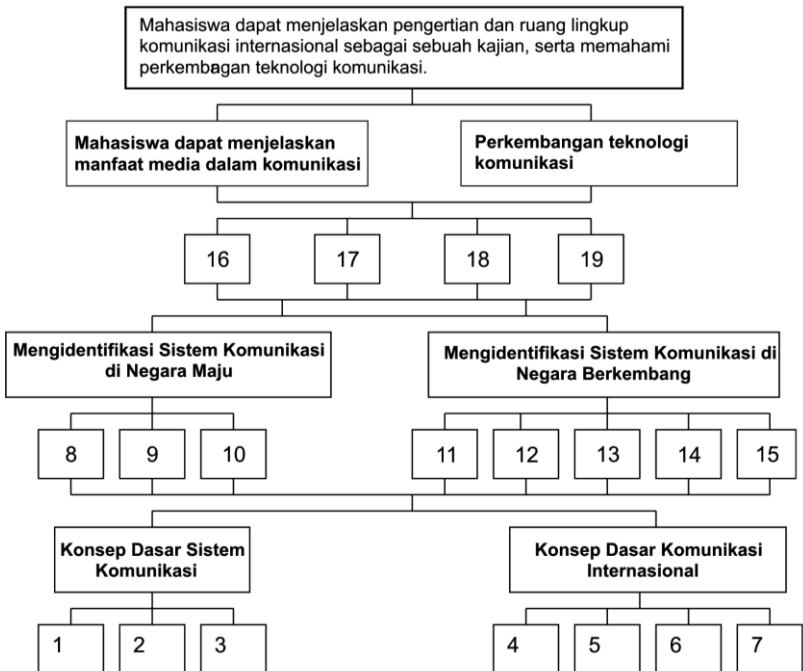 Mahasiswa dapat menjelaskan pengertian dan ruang lingkup
komunikasi internasional sebagai sebuah kajian, serta memahami
perkembagan teknologi komunikasi.
Mahasiswa dapat menjelaskan
manfaat media dalam komunikasi
Perkembangan teknologi
komunikasi
16
17
18
19
Mengidentifikasi Sistem Komunikasi
di Negara Maju
Mengidentifikasi Sistem Komunikasi di
Negara Berkembang
8
9
10
11
12
13
14
15
Konsep Dasar Sistem
Komunikasi
Konsep Dasar Komunikasi
Internasional
1
2
3
4
5
6
7